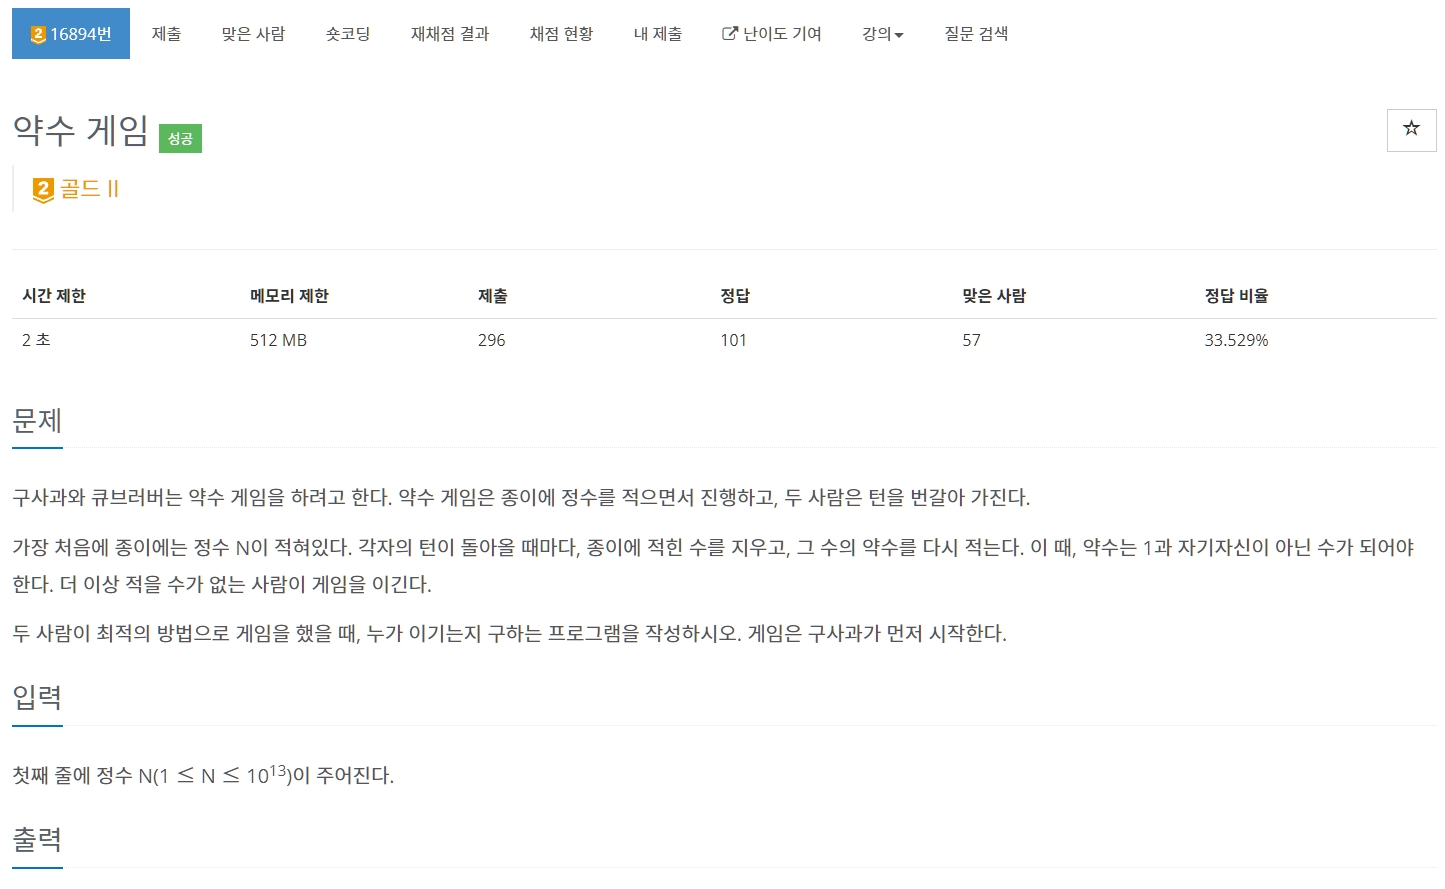 2 16894번 제출 맞은 사람 숏코딩 재채점 결과 채점 현황 내 제출 난이도 기여 강의 질문 검색
약수 게임 성공
2 골드 II
시간 제한 메모리 제한 제출 정답 맞은 사람 정답 비율
2 초 512 MB 296 101 57 33.529%
문제
구사과와 큐브러버는 약수 게임을 하려고 한다. 약수 게임은 종이에 정수를 적으면서 진행하고, 두 사람은 턴을 번갈아 가진다.
가장 처음에 종이에는 정수 N이 적혀있다. 각자의 턴이 돌아올 때마다, 종이에 적힌 수를 지우고, 그 수의 약수를 다시 적는다. 이 때, 약수는 1과 자기자신이 아닌 수가 되어야
한다. 더 이상 적을 수가 없는 사람이 게임을 이긴다.
두 사람이 최적의 방법으로 게임을 했을 때, 누가 이기는지 구하는 프로그램을 작성하시오. 게임은 구사과가 먼저 시작한다.
입력
첫째 줄에 정수 N(1 ≤ N ≤ 10^13)이 주어진다.
출력